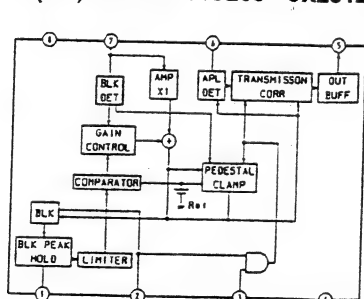 8 7 6 5
BLK
DET
AMP
X1
APL
DET
TRANSMISSON
CORR
OUT
BUFF
GAIN
CONTROL
+
COMPARATOR
PEDESTAL
CLAMP
Ref
BLK
BLK PEAK
HOLD
LIMITER
1 2 3